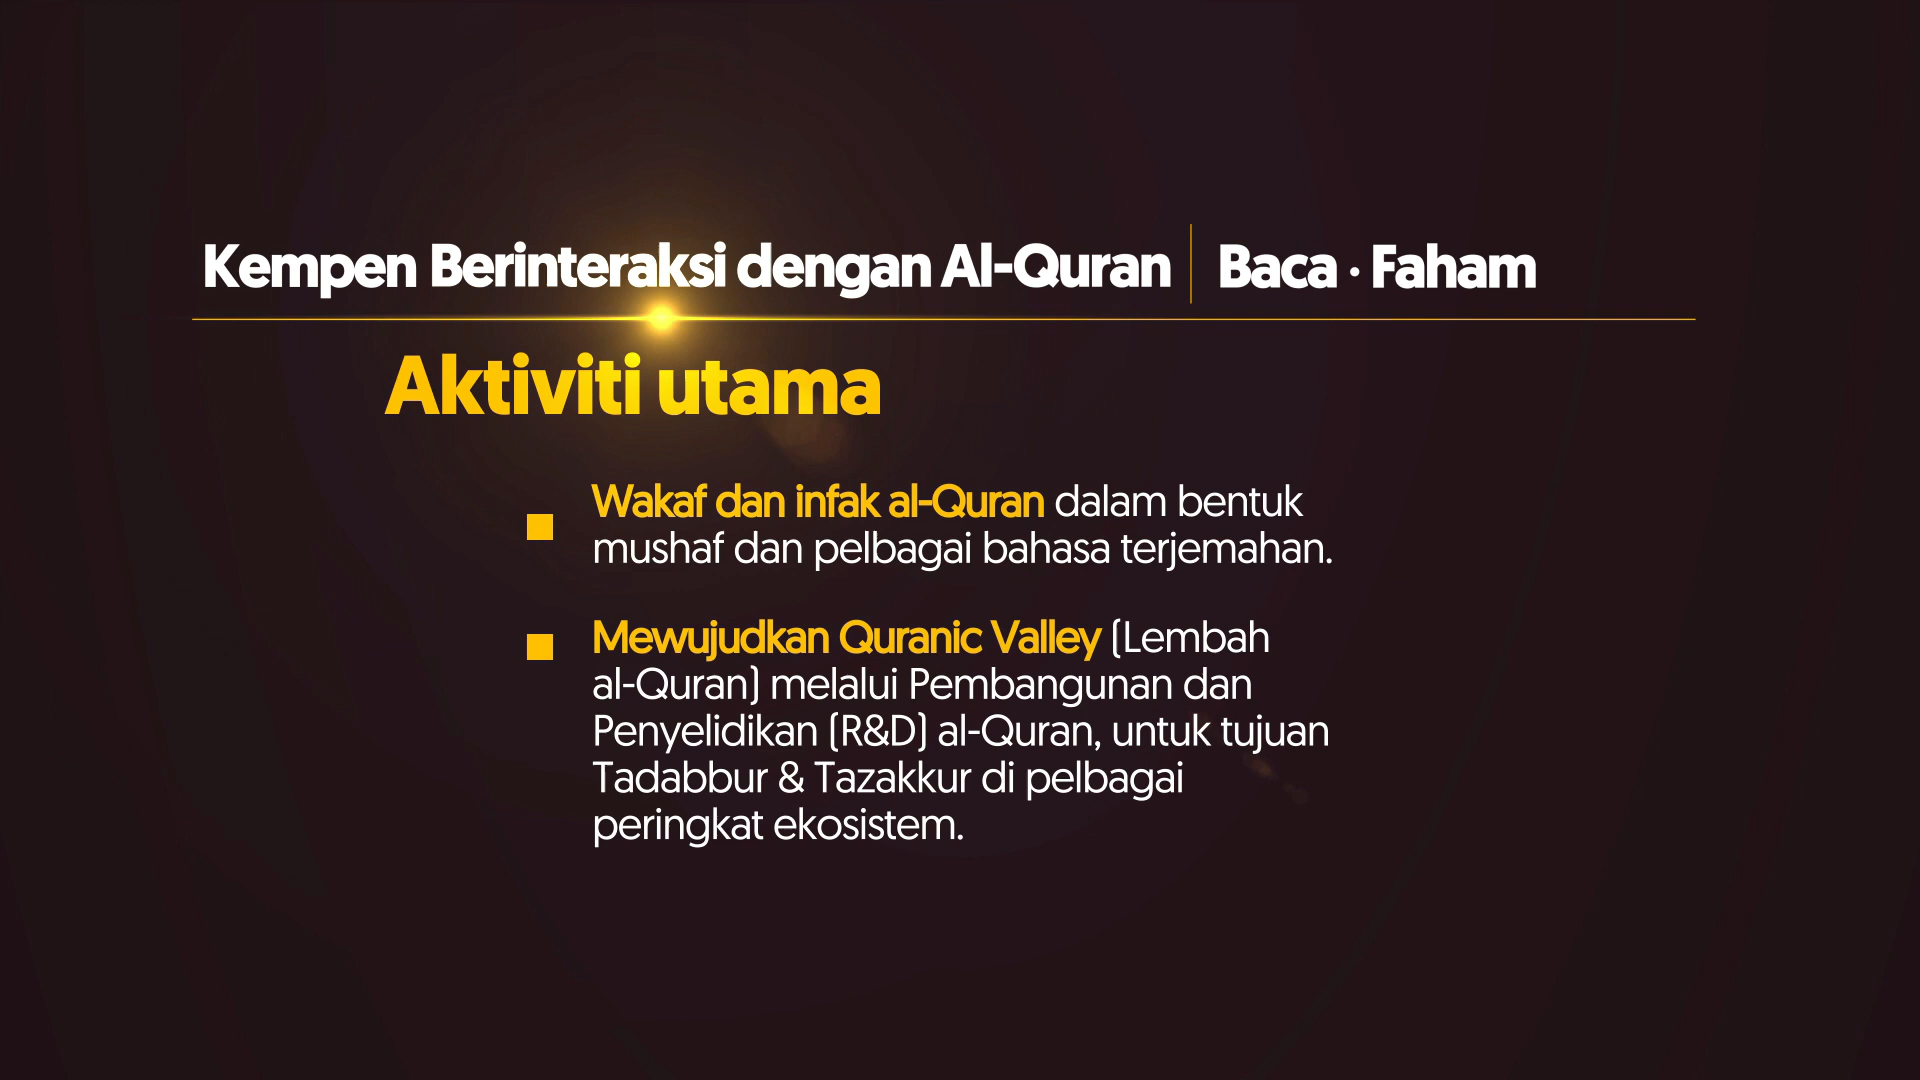 Kempen Berinteraksi dengan Al-Quran Baca · Faham
Aktiviti utama
Wakaf dan infak al-Quran dalam bentuk
mushaf dan pelbagai bahasa terjemahan.
Mewujudkan Quranic Valley (Lembah
al-Quran) melalui Pembangunan dan
Penyelidikan (R&D) al-Quran, untuk tujuan
Tadabbur & Tazakkur di pelbagai
peringkat ekosistem.